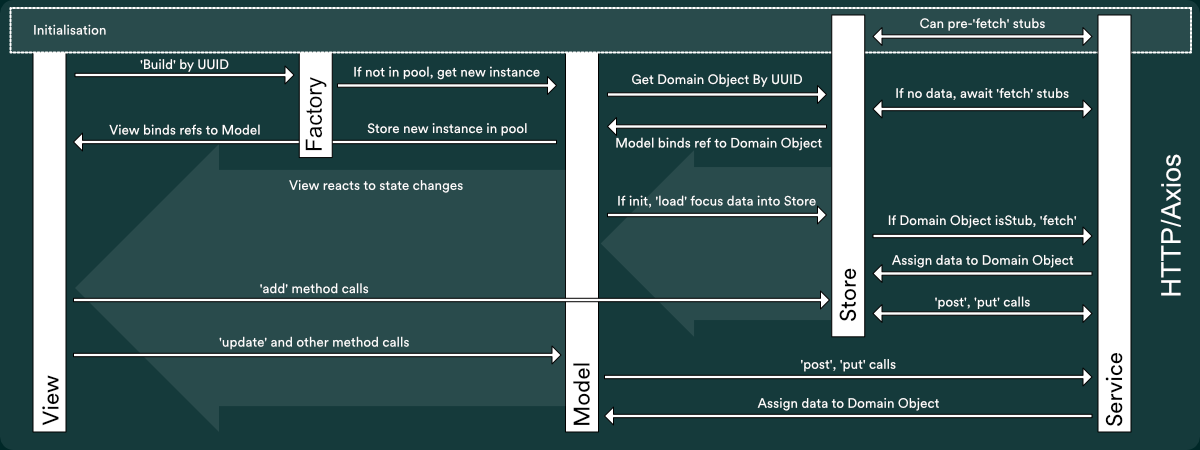 Initialisation
Can pre-'fetch' stubs
'Build' by UUID
If not in pool, get new instance
Get Domain Object By UUID
If no data, await 'fetch' stubs
Factory
View binds refs to Model
Store new instance in pool
Model binds ref to Domain Object
View reacts to state changes
If init, 'load' focus data into Store
If Domain Object isStub, 'fetch'
HTTP/Axios
Assign data to Domain Object
'add' method calls
Store
'post', 'put' calls
'update' and other method calls
'post', 'put' calls
Assign data to Domain Object
View
Model
Service